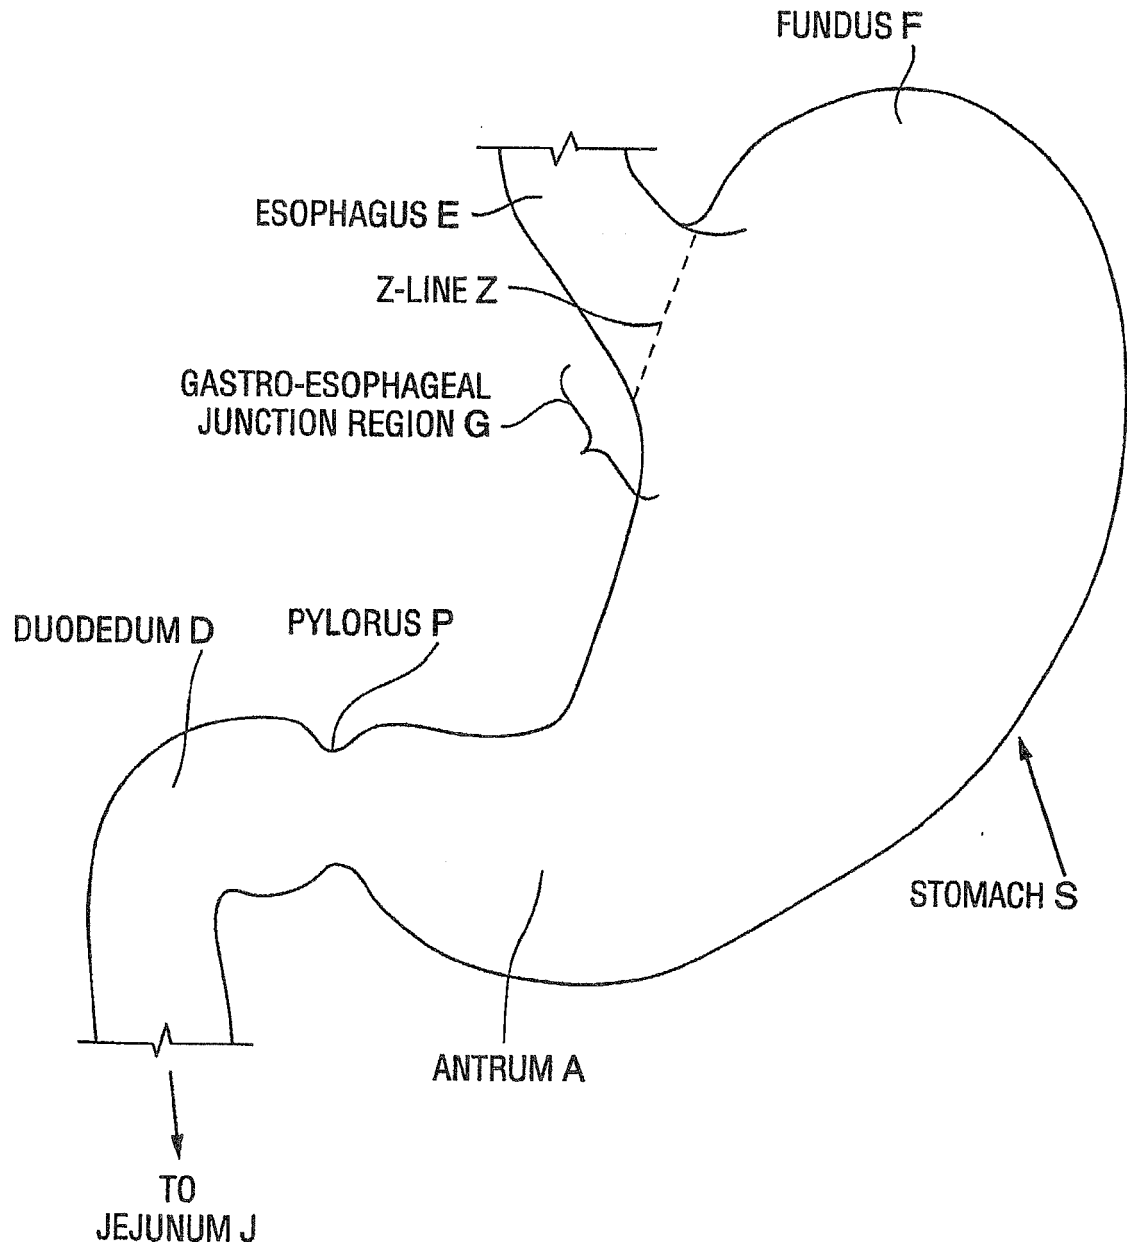 FUNDUS F
ESOPHAGUS E
Z-LINE Z
GASTRO-ESOPHAGEAL
JUNCTION REGION G
DUODEDUM D
PYLORUS P
STOMACH S
ANTRUM A
TO
JEJUNUM J